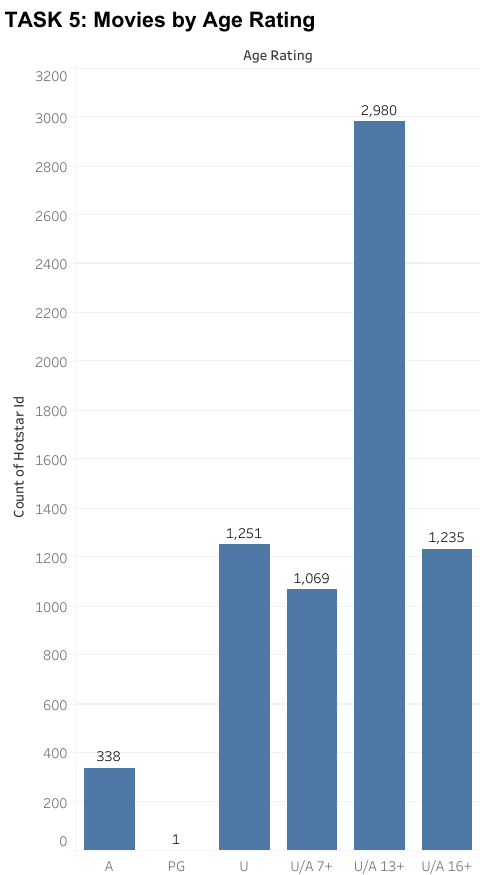 TASK 5: Movies by Age Rating
Age Rating
3200
3000
2800
2600
2400
2200
2000
1800
1600
1400
1200
1000
800
600
400
200
0
Count of Hotstar Id
338
1
1,251
1,069
2,980
1,235
A
PG
U
U/A 7+
U/A 13+
U/A 16+